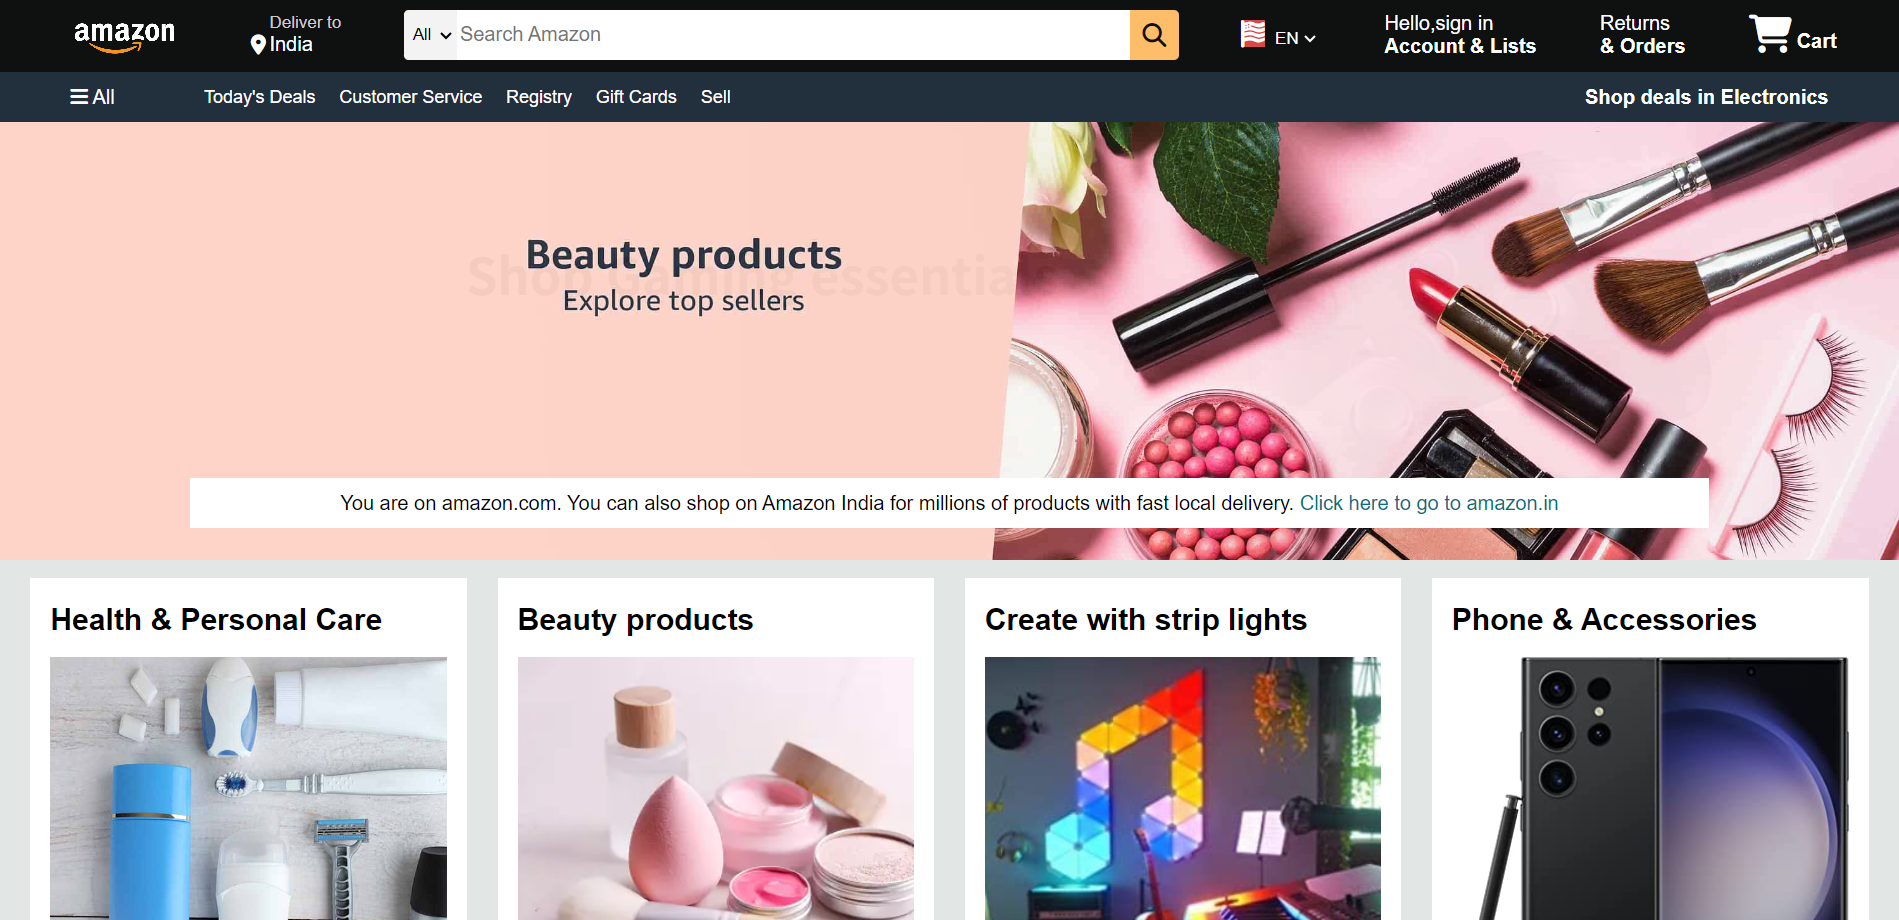 amazon
Deliver to
India
All
Search Amazon
EN
Hello,sign in
Account & Lists
Returns
& Orders
Cart
All
Today's Deals
Customer Service
Registry
Gift Cards
Sell
Shop deals in Electronics
Shop Gaming essentials
Beauty products
Explore top sellers
You are on amazon.com. You can also shop on Amazon India for millions of products with fast local delivery. Click here to go to amazon.in
Health & Personal Care
Beauty products
Create with strip lights
Phone & Accessories